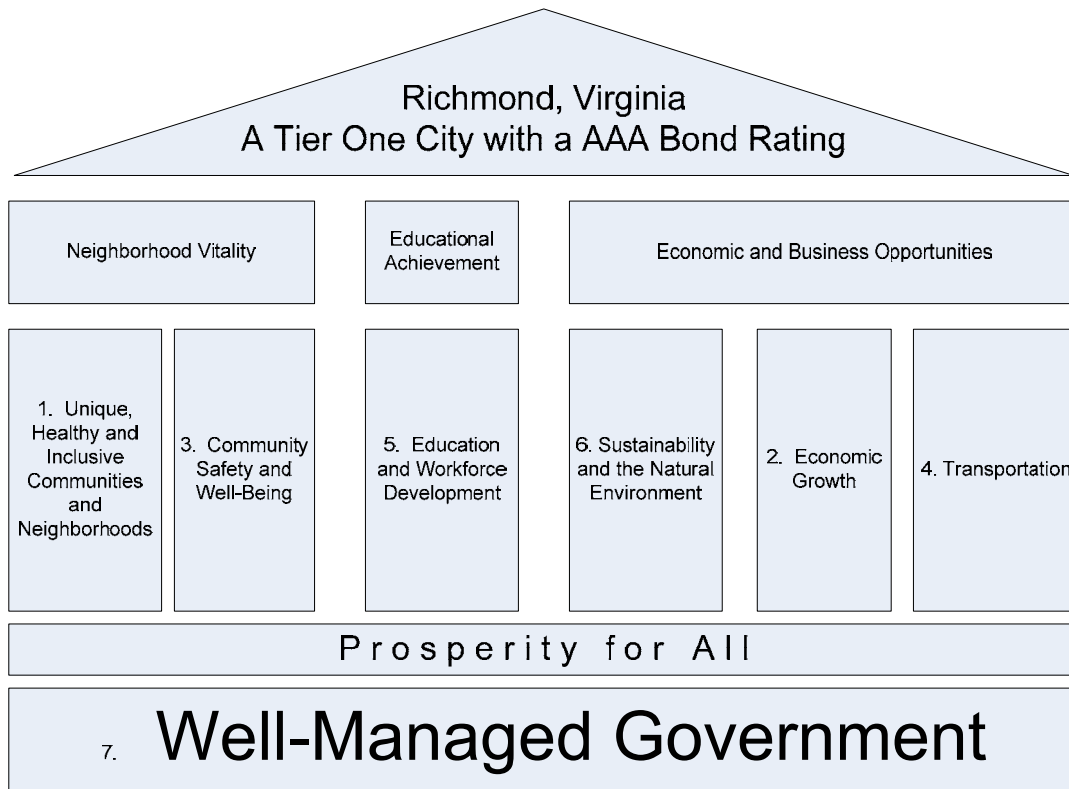 Richmond, Virginia
A Tier One City with a AAA Bond Rating
Neighborhood Vitality
Educational
Achievement
Economic and Business Opportunities
1.  Unique,
Healthy and
Inclusive
Communities
and
Neighborhoods
3.  Community
Safety and
Well-Being
5.  Education
and Workforce
Development
6. Sustainability
and the Natural
Environment
2.  Economic
Growth
4. Transportation
Prosperity for All
7. Well-Managed Government